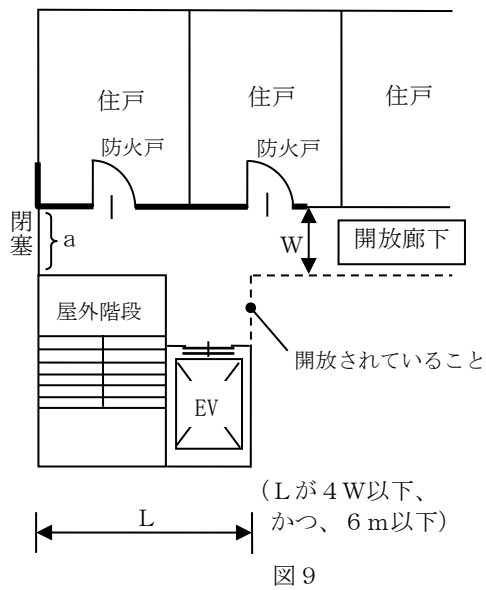 住戸
住戸
住戸
防火戸
防火戸
閉塞
a
W
開放廊下
屋外階段
開放されていること
EV
(Lが4W以下、
かつ、6m以下)
L
図9